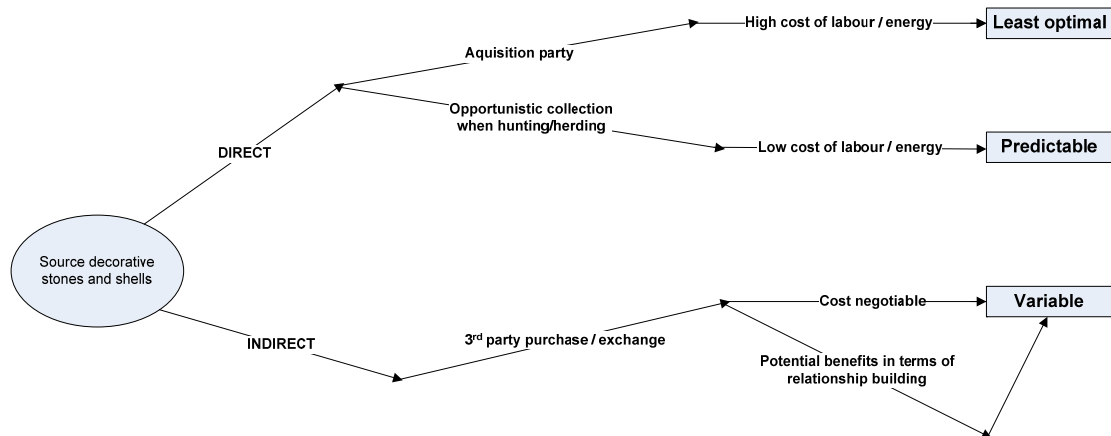 High cost of labour / energy
Least optimal
Aquisition party
Opportunistic collection
when hunting/herding
DIRECT
Low cost of labour / energy
Predictable
Source decorative
stones and shells
Cost negotiable
Variable
INDIRECT
3rd party purchase / exchange
Potential benefits in terms of
relationship building